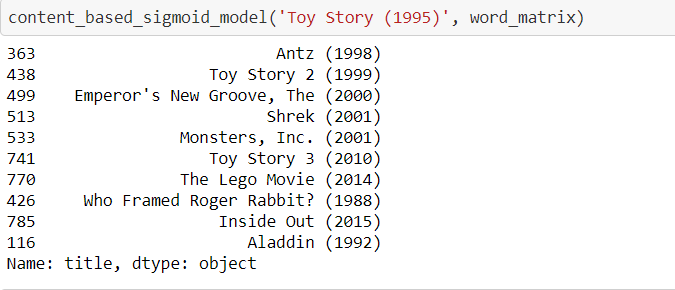 content_based_sigmoid_model('Toy Story (1995)', word_matrix)
363 Antz (1998)
438 Toy Story 2 (1999)
499 Emperor's New Groove, The (2000)
513 Shrek (2001)
533 Monsters, Inc. (2001)
741 Toy Story 3 (2010)
770 The Lego Movie (2014)
426 Who Framed Roger Rabbit? (1988)
785 Inside Out (2015)
116 Aladdin (1992)
Name: title, dtype: object